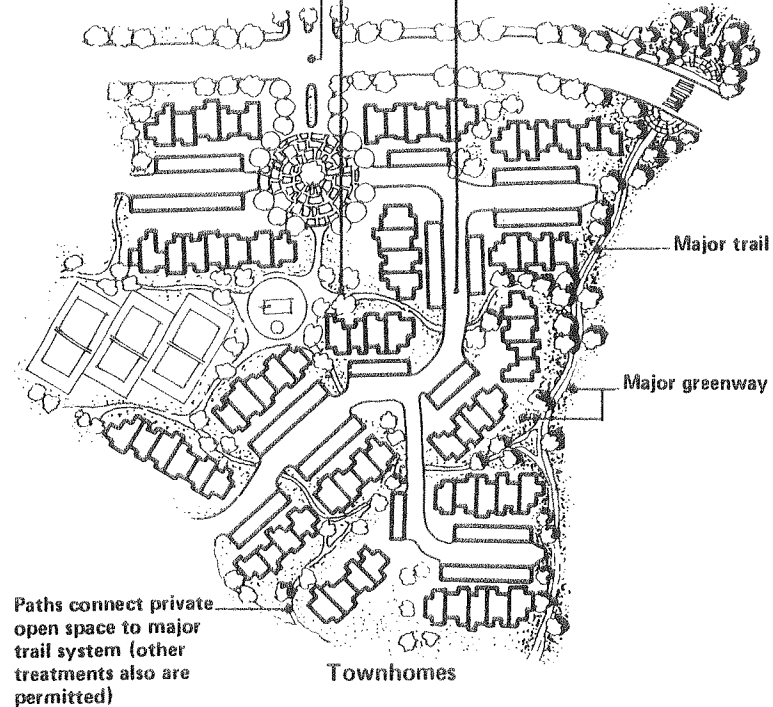 Major trail
Major greenway
Paths connect private
open space to major
trail system (other
treatments also are
permitted)
Townhomes